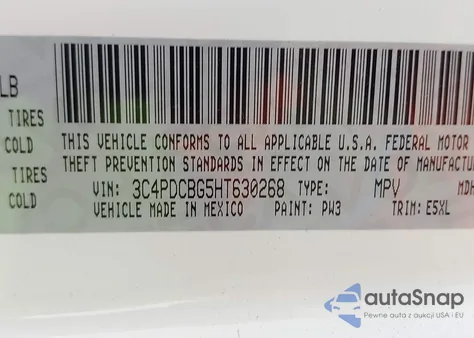 LB
TIRES
COLD
TIRES
COLD
THIS VEHICLE CONFORMS TO ALL APPLICABLE U.S.A. FEDERAL MOTOR
THEFT PREVENTION STANDARDS IN EFFECT ON THE DATE OF MANUFACTU
VIN: 3C4PDCBG5HT630268 TYPE: MPV MDH
VEHICLE MADE IN MEXICO PAINT: PW3 TRIM: E5XL
autoSnap
Pewne auta z aukcji USA i EU